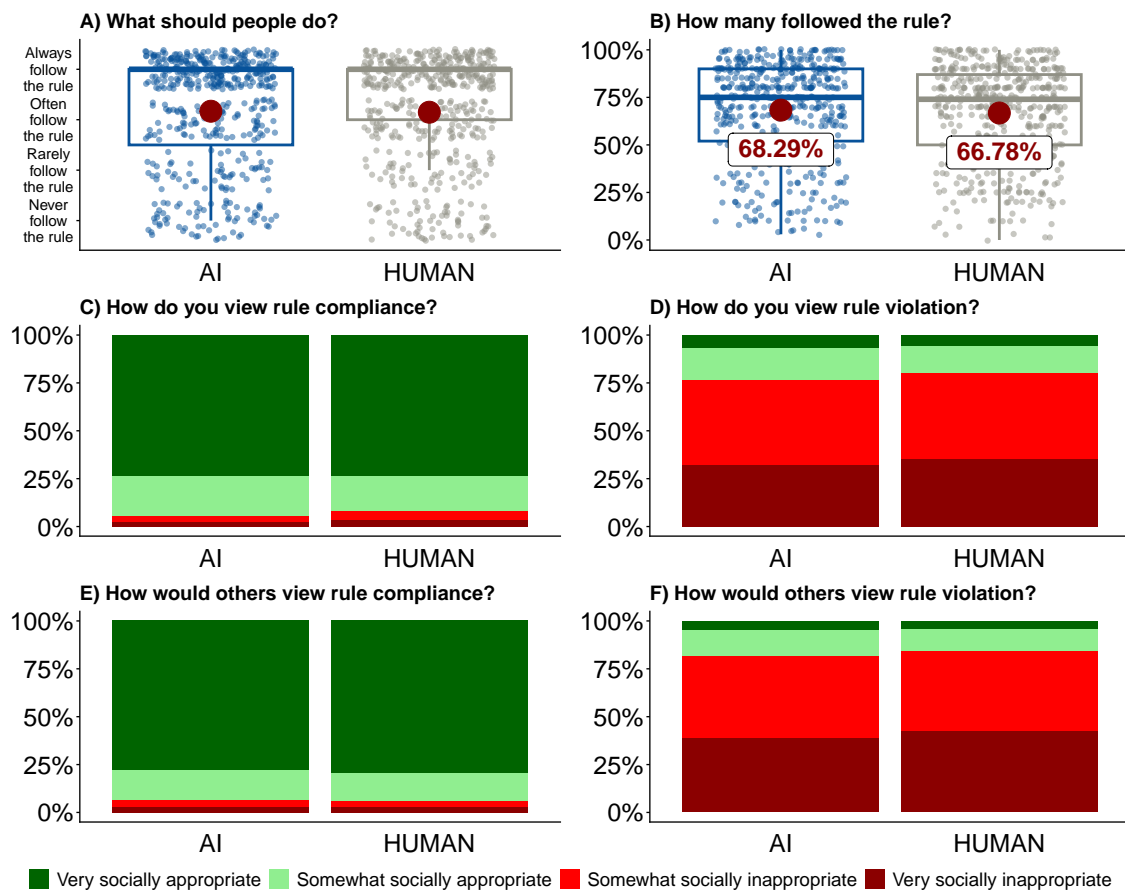 A) What should people do?
Always
follow
the rule
Often
follow
the rule
Rarely
follow
the rule
Never
follow
the rule
AI
HUMAN
B) How many followed the rule?
100%
75%
50%
25%
0%
68.29%
66.78%
AI
HUMAN
C) How do you view rule compliance?
100%
75%
50%
25%
0%
AI
HUMAN
D) How do you view rule violation?
100%
75%
50%
25%
0%
AI
HUMAN
E) How would others view rule compliance?
100%
75%
50%
25%
0%
AI
HUMAN
F) How would others view rule violation?
100%
75%
50%
25%
0%
AI
HUMAN
Very socially appropriate
Somewhat socially appropriate
Somewhat socially inappropriate
Very socially inappropriate